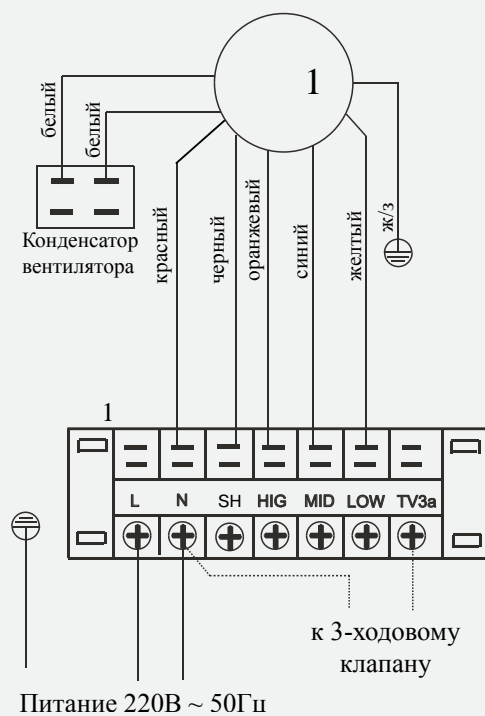 1
белый
белый
Конденсатор
вентилятора
красный
черный
оранжевый
синий
желтый
ж/з
1
L N SH HIG MID LOW TV3a
к 3-ходовому
клапану
Питание 220В ~ 50Гц